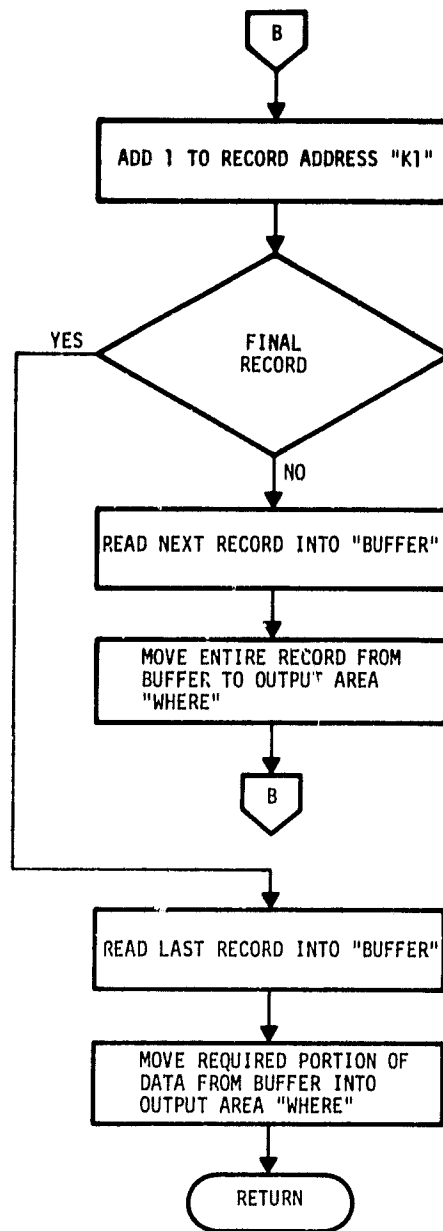 B
ADD 1 TO RECORD ADDRESS "K1"
YES
FINAL
RECORD
NO
READ NEXT RECORD INTO "BUFFER"
MOVE ENTIRE RECORD FROM
BUFFER TO OUTPUT AREA
"WHERE"
B
READ LAST RECORD INTO "BUFFER"
MOVE REQUIRED PORTION OF
DATA FROM BUFFER INTO
OUTPUT AREA "WHERE"
RETURN